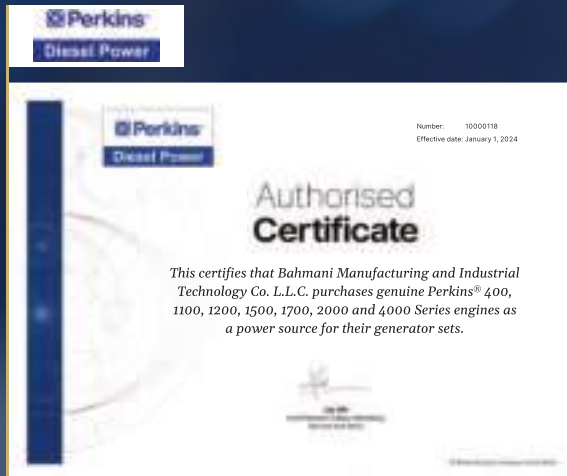 Perkins
Diesel Power
Perkins
Diesel Power
Number: 10000118
Effective date: January 1, 2024
Authorised
Certificate
This certifies that Bahmani Manufacturing and Industrial
Technology Co. L.L.C. purchases genuine Perkins® 400,
1100, 1200, 1500, 1700, 2000 and 4000 Series engines as
a power source for their generator sets.